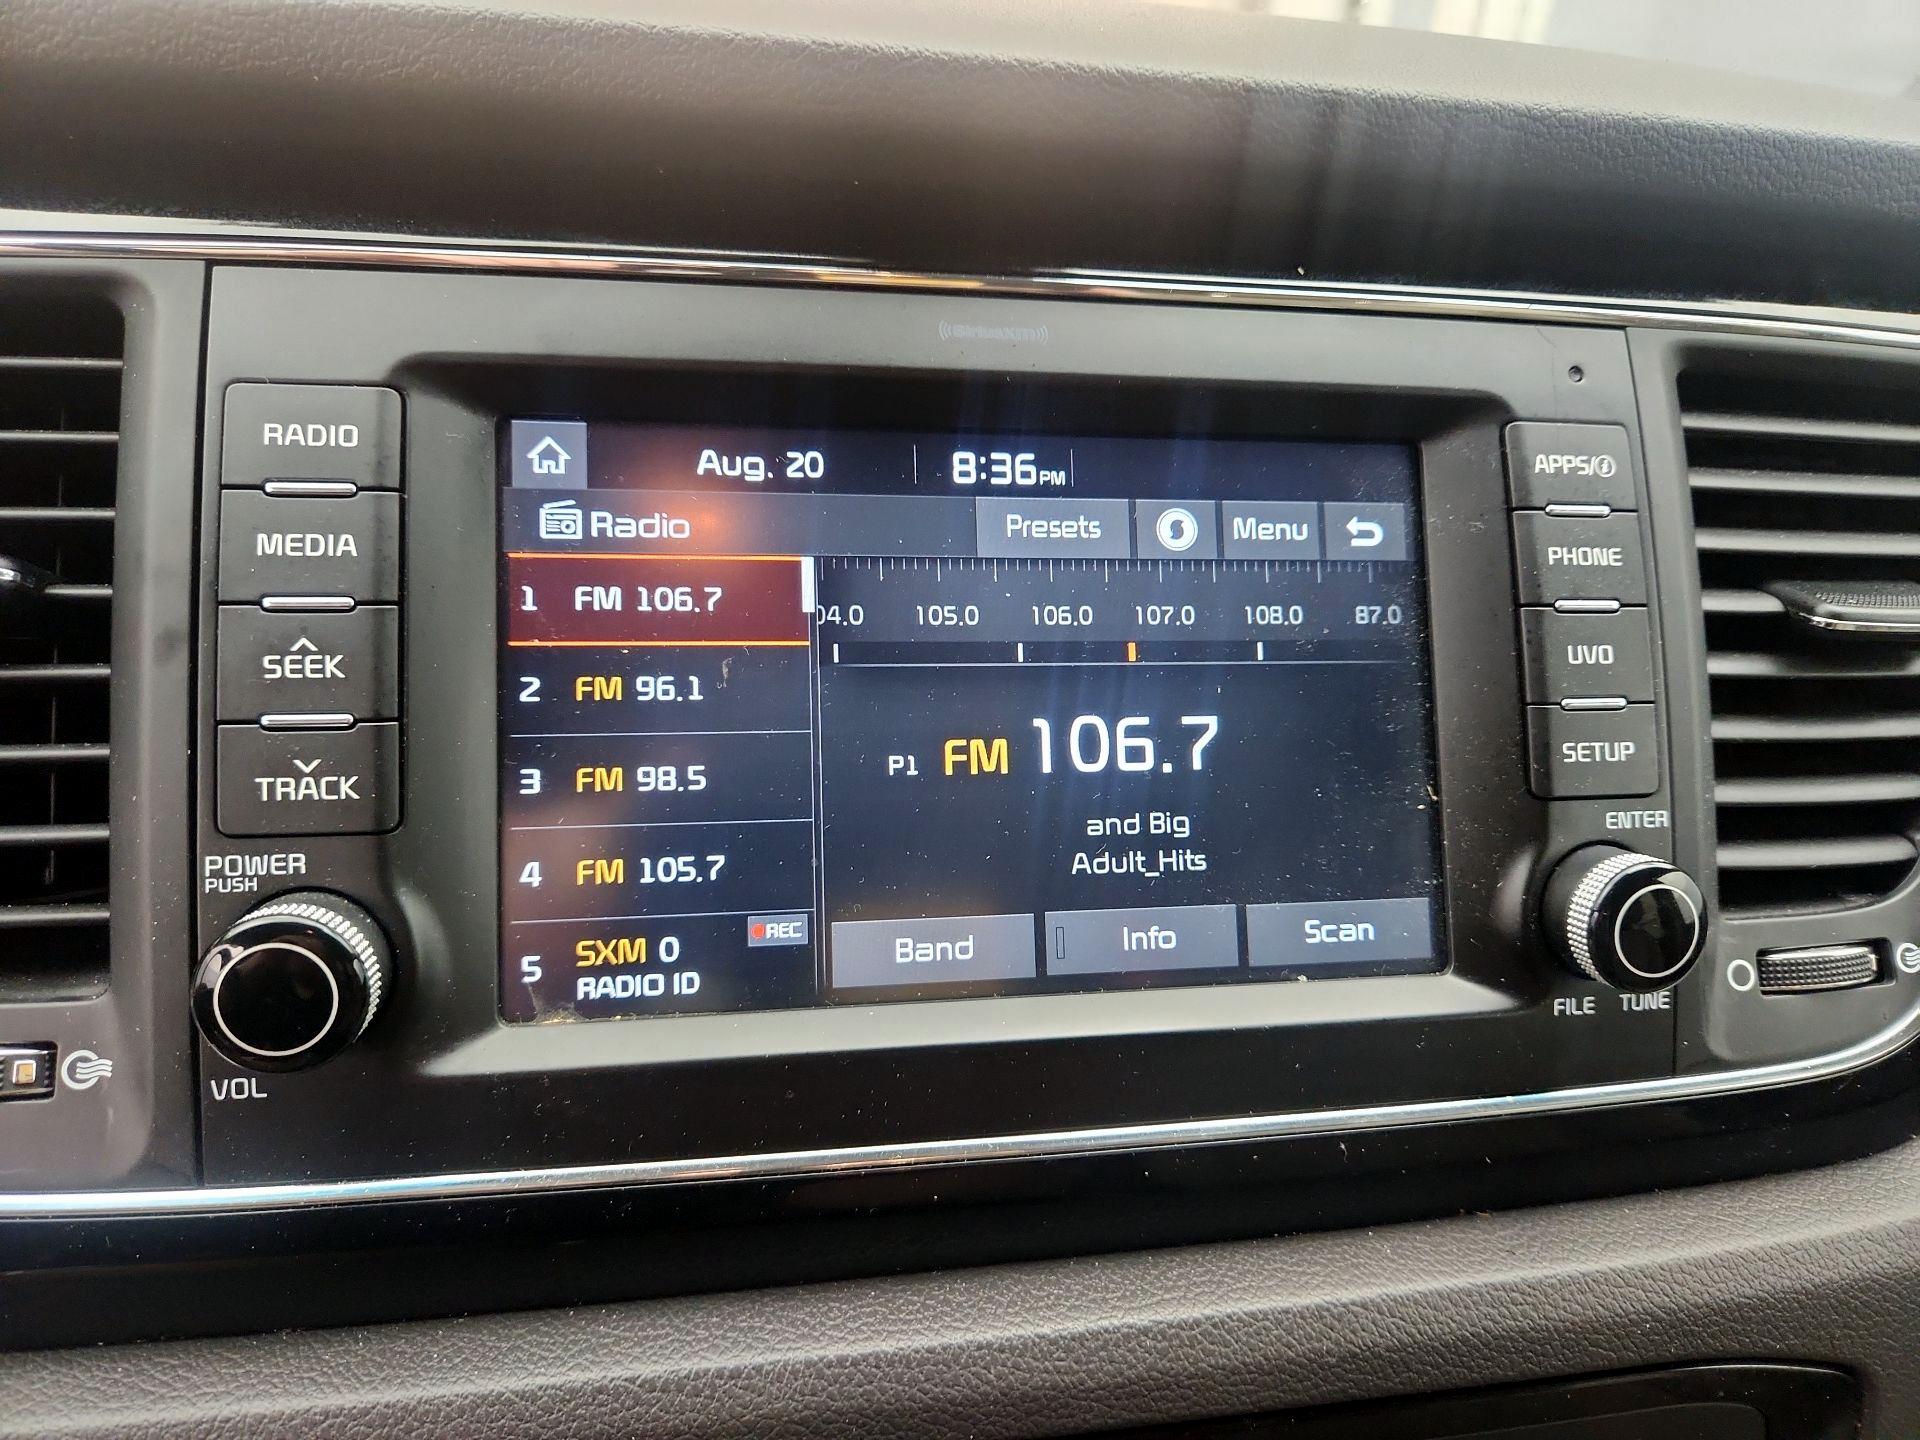 ((SiriusXM))
RADIO
MEDIA
SEEK
TRACK
POWER
PUSH
VOL
Aug. 20 8:36PM
Radio Presets Menu
1 FM 106.7
2 FM 96.1
3 FM 98.5
4 FM 105.7
5 SXM 0 REC
RADIO ID
04.0 105.0 106.0 107.0 108.0 87.0
P1 FM 106.7
and Big
Adult_Hits
Band Info Scan
APPS/i
PHONE
UVO
SETUP
ENTER
FILE TUNE